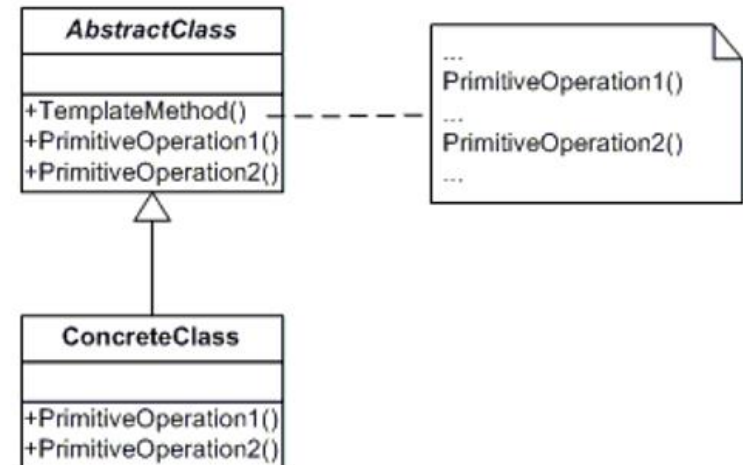 AbstractClass
+TemplateMethod()
+PrimitiveOperation1()
+PrimitiveOperation2()
...
PrimitiveOperation1()
...
PrimitiveOperation2()
...
ConcreteClass
+PrimitiveOperation1()
+PrimitiveOperation2()